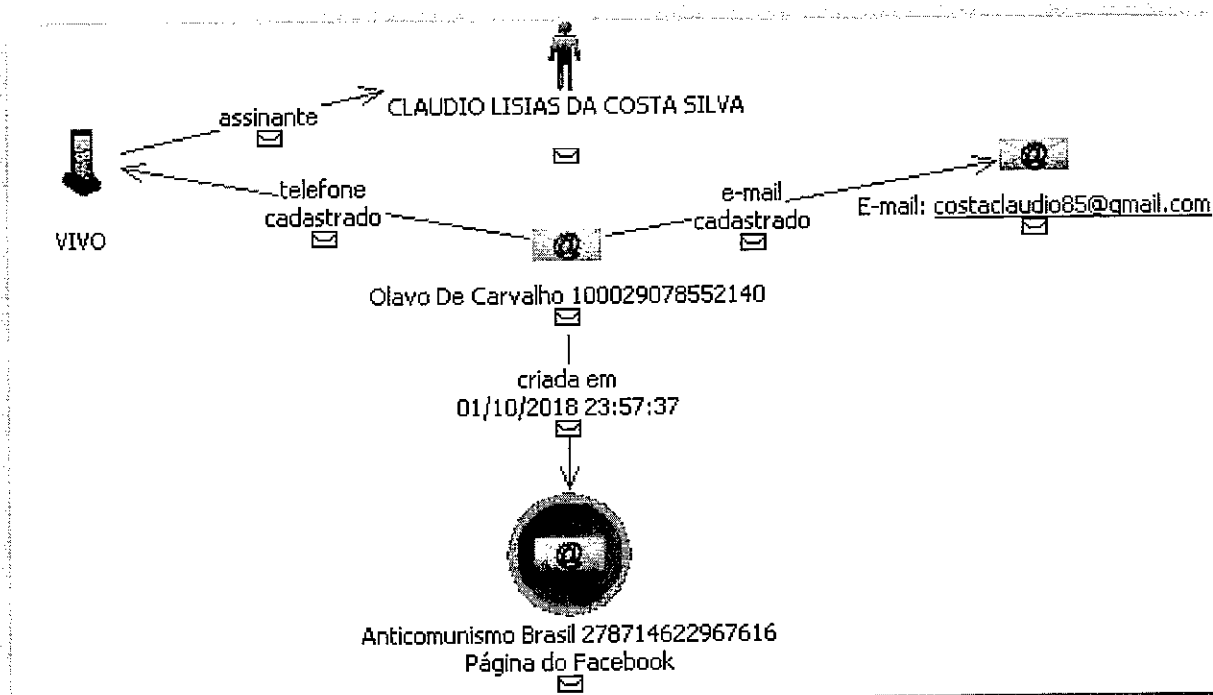 CLAUDIO LISIAS DA COSTA SILVA
assinante
VIVO
telefone
cadastrado
e-mail
cadastrado
E-mail: costaclaudio85@gmail.com
Olavo De Carvalho 100029078552140
criada em
01/10/2018 23:57:37
Anticomunismo Brasil 278714622967616
Página do Facebook